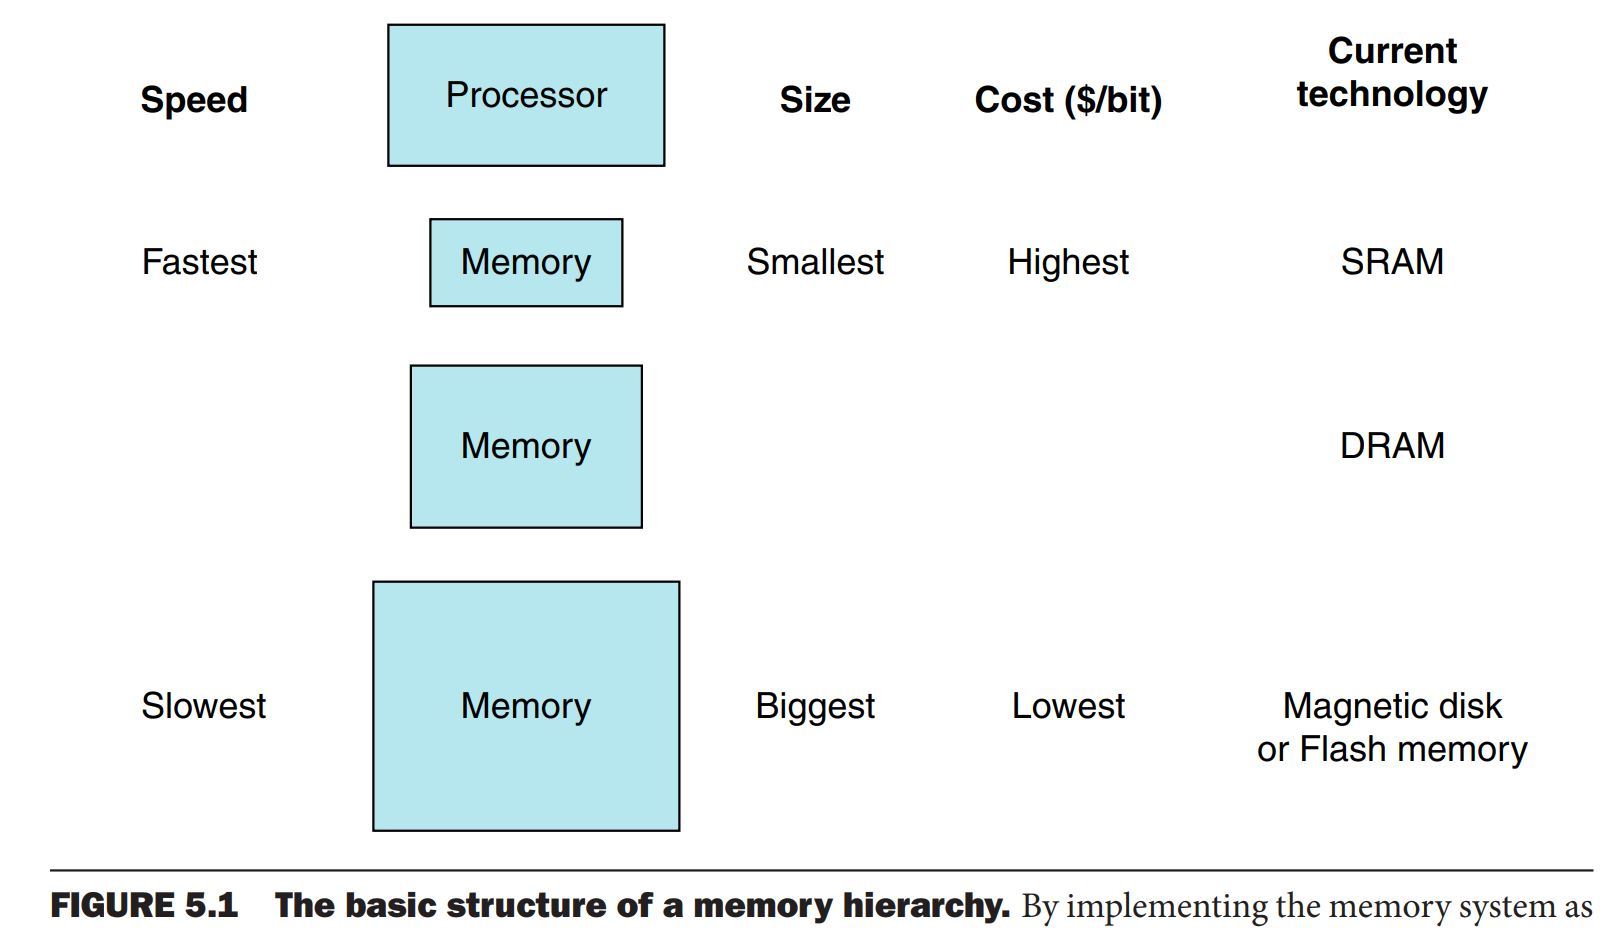 Speed Processor Size Cost ($/bit) Current
technology
Fastest Memory Smallest Highest SRAM
Memory DRAM
Slowest Memory Biggest Lowest Magnetic disk
or Flash memory
FIGURE 5.1 The basic structure of a memory hierarchy. By implementing the memory system as